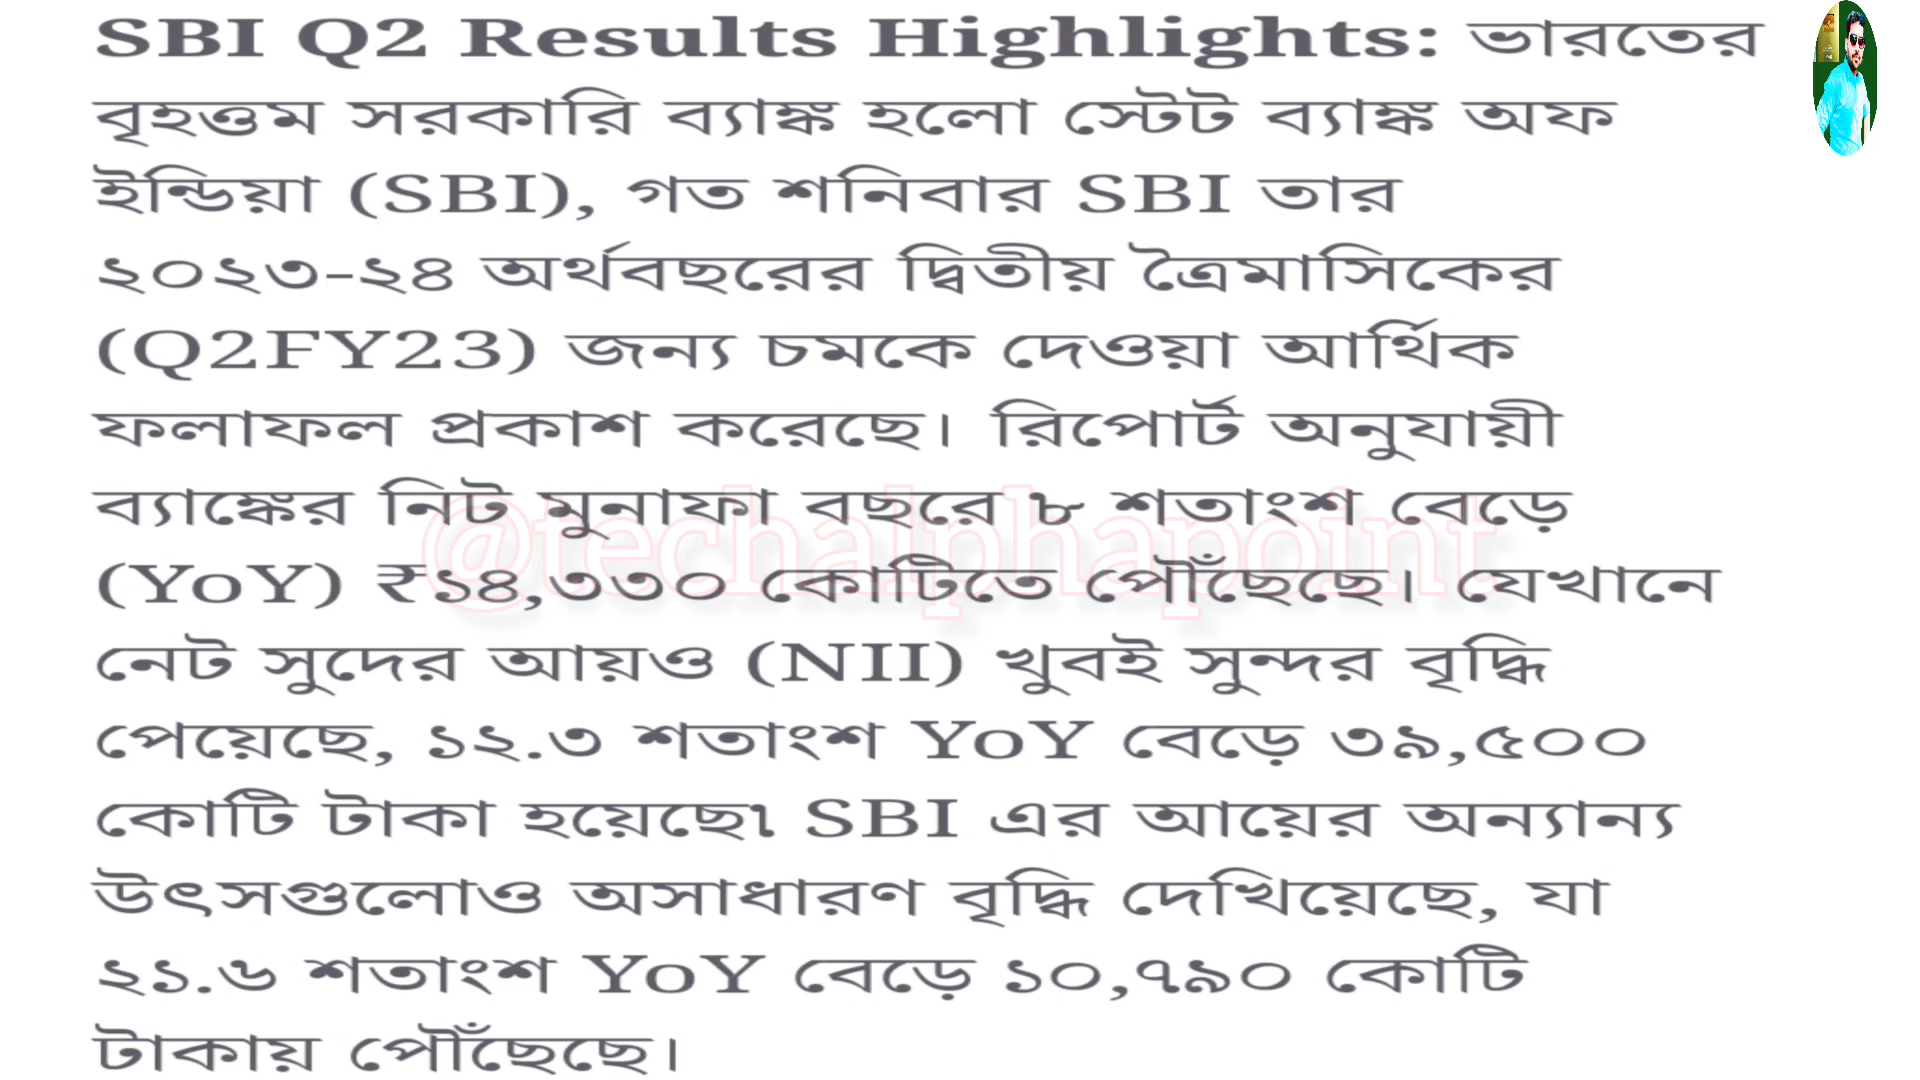 SBI Q2 Results Highlights: ভারতের
বৃহত্তম সরকারি ব্যাঙ্ক হলো স্টেট ব্যাঙ্ক অফ
ইন্ডিয়া (SBI), গত শনিবার SBI তার
২০২৩-২৪ অর্থবছরের দ্বিতীয় ত্রৈমাসিকের
(Q2FY23) জন্য চমকে দেওয়া আর্থিক
ফলাফল প্রকাশ করেছে। রিপোর্ট অনুযায়ী
ব্যাঙ্কের নিট মুনাফা বছরে ৮ শতাংশ বেড়ে
@techalphapoint
(YoY) ₹১৪,৩৩০ কোটিতে পৌঁছেছে। যেখানে
নেট সুদের আয়ও (NII) খুবই সুন্দর বৃদ্ধি
পেয়েছে, ১২.৩ শতাংশ YoY বেড়ে ৩৯,৫০০
কোটি টাকা হয়েছে৷ SBI এর আয়ের অন্যান্য
উৎসগুলোও অসাধারণ বৃদ্ধি দেখিয়েছে, যা
২১.৬ শতাংশ YoY বেড়ে ১০,৭৯০ কোটি
টাকায় পৌঁছেছে।